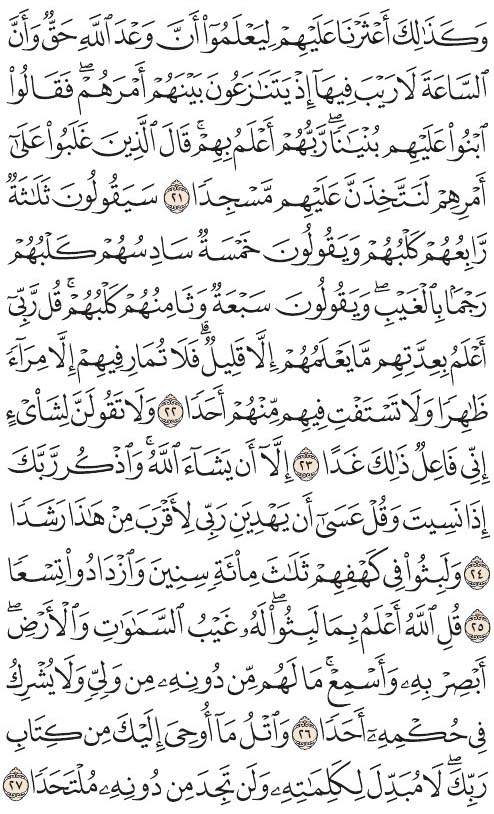 وَكَذَٰلِكَ أَعْثَرْنَا عَلَيْهِمْ لِيَعْلَمُوٓا۟ أَنَّ وَعْدَ ٱللَّهِ حَقٌّ وَأَنَّ
ٱلسَّاعَةَ لَا رَيْبَ فِيهَآ إِذْ يَتَنَٰزَعُونَ بَيْنَهُمْ أَمْرَهُمْ ۖ فَقَالُوا۟
ٱبْنُوا۟ عَلَيْهِم بُنْيَٰنًا ۖ رَّبُّهُمْ أَعْلَمُ بِهِمْ ۚ قَالَ ٱلَّذِينَ غَلَبُوا۟ عَلَىٰٓ
أَمْرِهِمْ لَنَتَّخِذَنَّ عَلَيْهِم مَّسْجِدًا ٢١ سَيَقُولُونَ ثَلَٰثَةٌ
رَّابِعُهُمْ كَلْبُهُمْ وَيَقُولُونَ خَمْسَةٌ سَادِسُهُمْ كَلْبُهُمْ
رَجْمًۢا بِٱلْغَيْبِ ۖ وَيَقُولُونَ سَبْعَةٌ وَثَامِنُهُمْ كَلْبُهُمْ ۚ قُل رَّبِّىٓ
أَعْلَمُ بِعِدَّتِهِم مَّا يَعْلَمُهُمْ إِلَّا قَلِيلٌ ۗ فَلَا تُمَارِ فِيهِمْ إِلَّا مِرَآءً
ظَٰهِرًا وَلَا تَسْتَفْتِ فِيهِم مِّنْهُمْ أَحَدًا ٢٢ وَلَا تَقُولَنَّ لِشَا۟ىْءٍ
إِنِّى فَاعِلٌ ذَٰلِكَ غَدًا ٢٣ إِلَّآ أَن يَشَآءَ ٱللَّهُ ۚ وَٱذْكُر رَّبَّكَ
إِذَا نَسِيتَ وَقُلْ عَسَىٰٓ أَن يَهْدِيَنِ رَبِّى لِأَقْرَبَ مِنْ هَٰذَا رَشَدًا
٢٤ وَلَبِثُوا۟ فِى كَهْفِهِمْ ثَلَٰثَ مِا۟ئَةٍ سِنِينَ وَٱزْدَادُوا۟ تِسْعًا
٢٥ قُلِ ٱللَّهُ أَعْلَمُ بِمَا لَبِثُوا۟ ۖ لَهُۥ غَيْبُ ٱلسَّمَٰوَٰتِ وَٱلْأَرْضِ ۖ
أَبْصِرْ بِهِۦ وَأَسْمِعْ ۚ مَا لَهُم مِّن دُونِهِۦ مِن وَلِىٍّ وَلَا يُشْرِكُ
فِى حُكْمِهِۦٓ أَحَدًا ٢٦ وَٱتْلُ مَآ أُوحِىَ إِلَيْكَ مِن كِتَابِ
رَبِّكَ ۖ لَا مُبَدِّلَ لِكَلِمَٰتِهِۦ وَلَن تَجِدَ مِن دُونِهِۦ مُلْتَحَدًا ٢٧